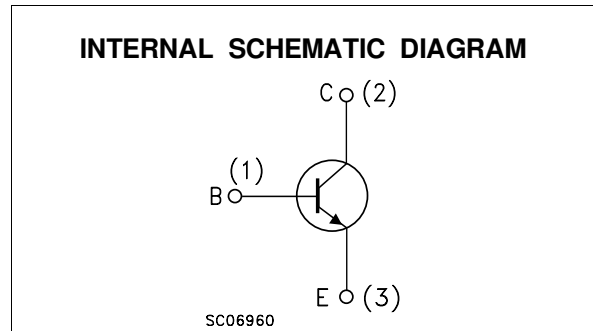 INTERNAL SCHEMATIC DIAGRAM
C (2)
(1)
B
E (3)
SC06960